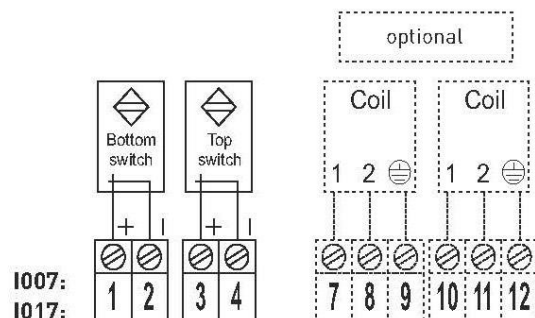 optional
Bottom switch
Top switch
Coil
Coil
1 2
1 2
+ −
+ −
I007:
I017:
1 2 3 4 7 8 9 10 11 12